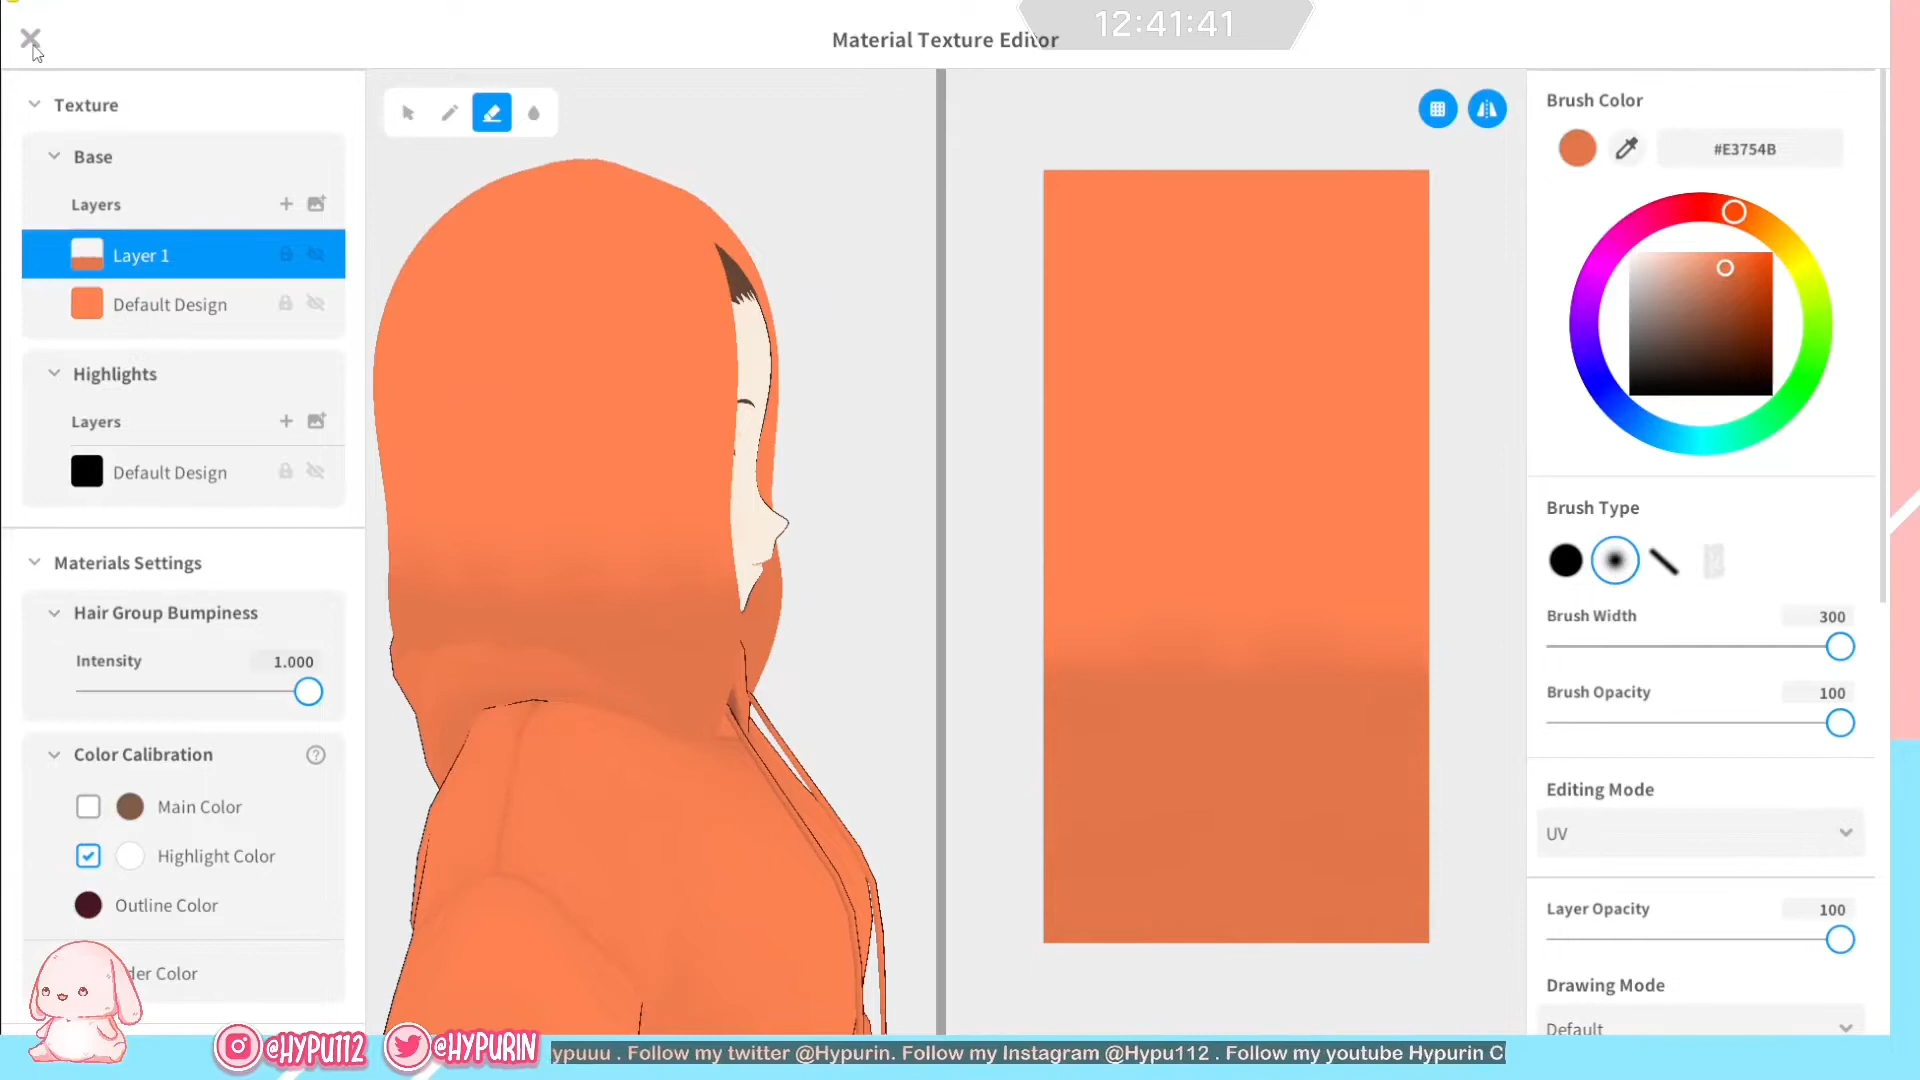 12:41:41
Material Texture Editor
Texture
Base
Layers
Layer 1
Default Design
Highlights
Layers
Default Design
Materials Settings
Hair Group Bumpiness
Intensity 1.000
Color Calibration
Main Color
Highlight Color
Outline Color
der Color
Brush Color
#E3754B
Brush Type
Brush Width 300
Brush Opacity 100
Editing Mode
UV
Layer Opacity 100
Drawing Mode
Default
@HYPU112
@HYPURIN
ypuuu . Follow my twitter @Hypurin. Follow my Instagram @Hypu112 . Follow my youtube Hypurin C